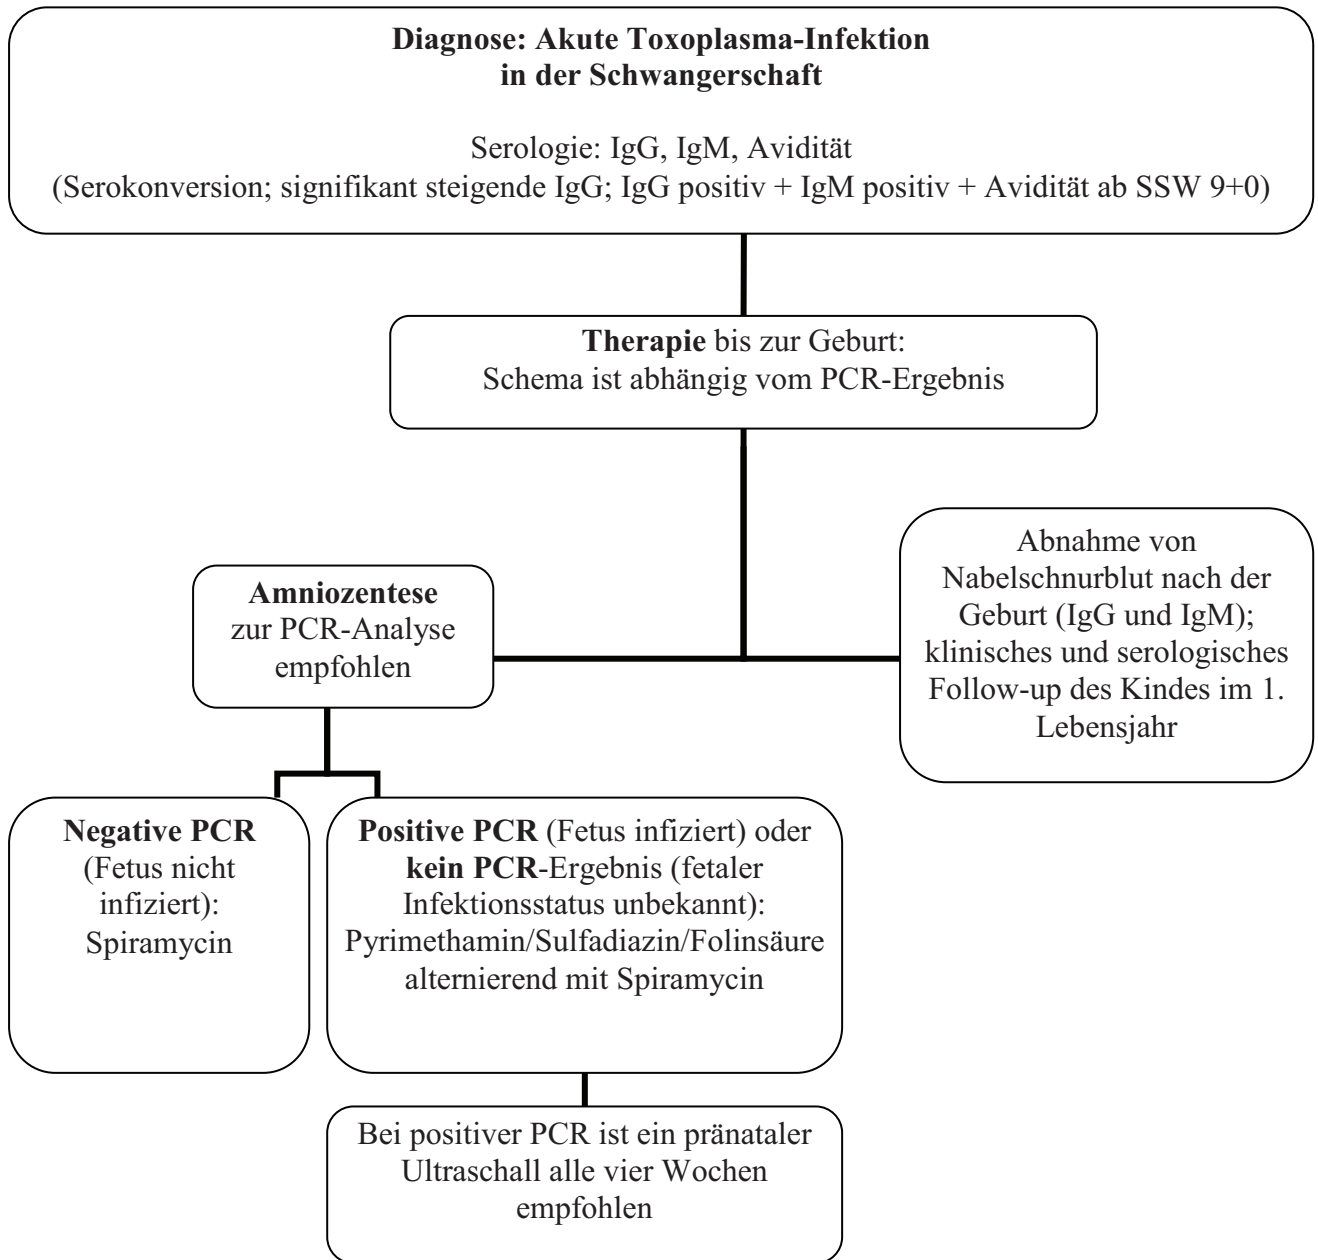 Diagnose: Akute Toxoplasma-Infektion
in der Schwangerschaft
Serologie: IgG, IgM, Avidität
(Serokonversion; signifikant steigende IgG; IgG positiv + IgM positiv + Avidität ab SSW 9+0)
Therapie bis zur Geburt:
Schema ist abhängig vom PCR-Ergebnis
Amniozentese
zur PCR-Analyse
empfohlen
Abnahme von
Nabelschnurblut nach der
Geburt (IgG und IgM);
klinisches und serologisches
Follow-up des Kindes im 1.
Lebensjahr
Negative PCR
(Fetus nicht
infiziert):
Spiramycin
Positive PCR (Fetus infiziert) oder
kein PCR-Ergebnis (fetaler
Infektionsstatus unbekannt):
Pyrimethamin/Sulfadiazin/Folinsäure
alternierend mit Spiramycin
Bei positiver PCR ist ein pränataler
Ultraschall alle vier Wochen
empfohlen